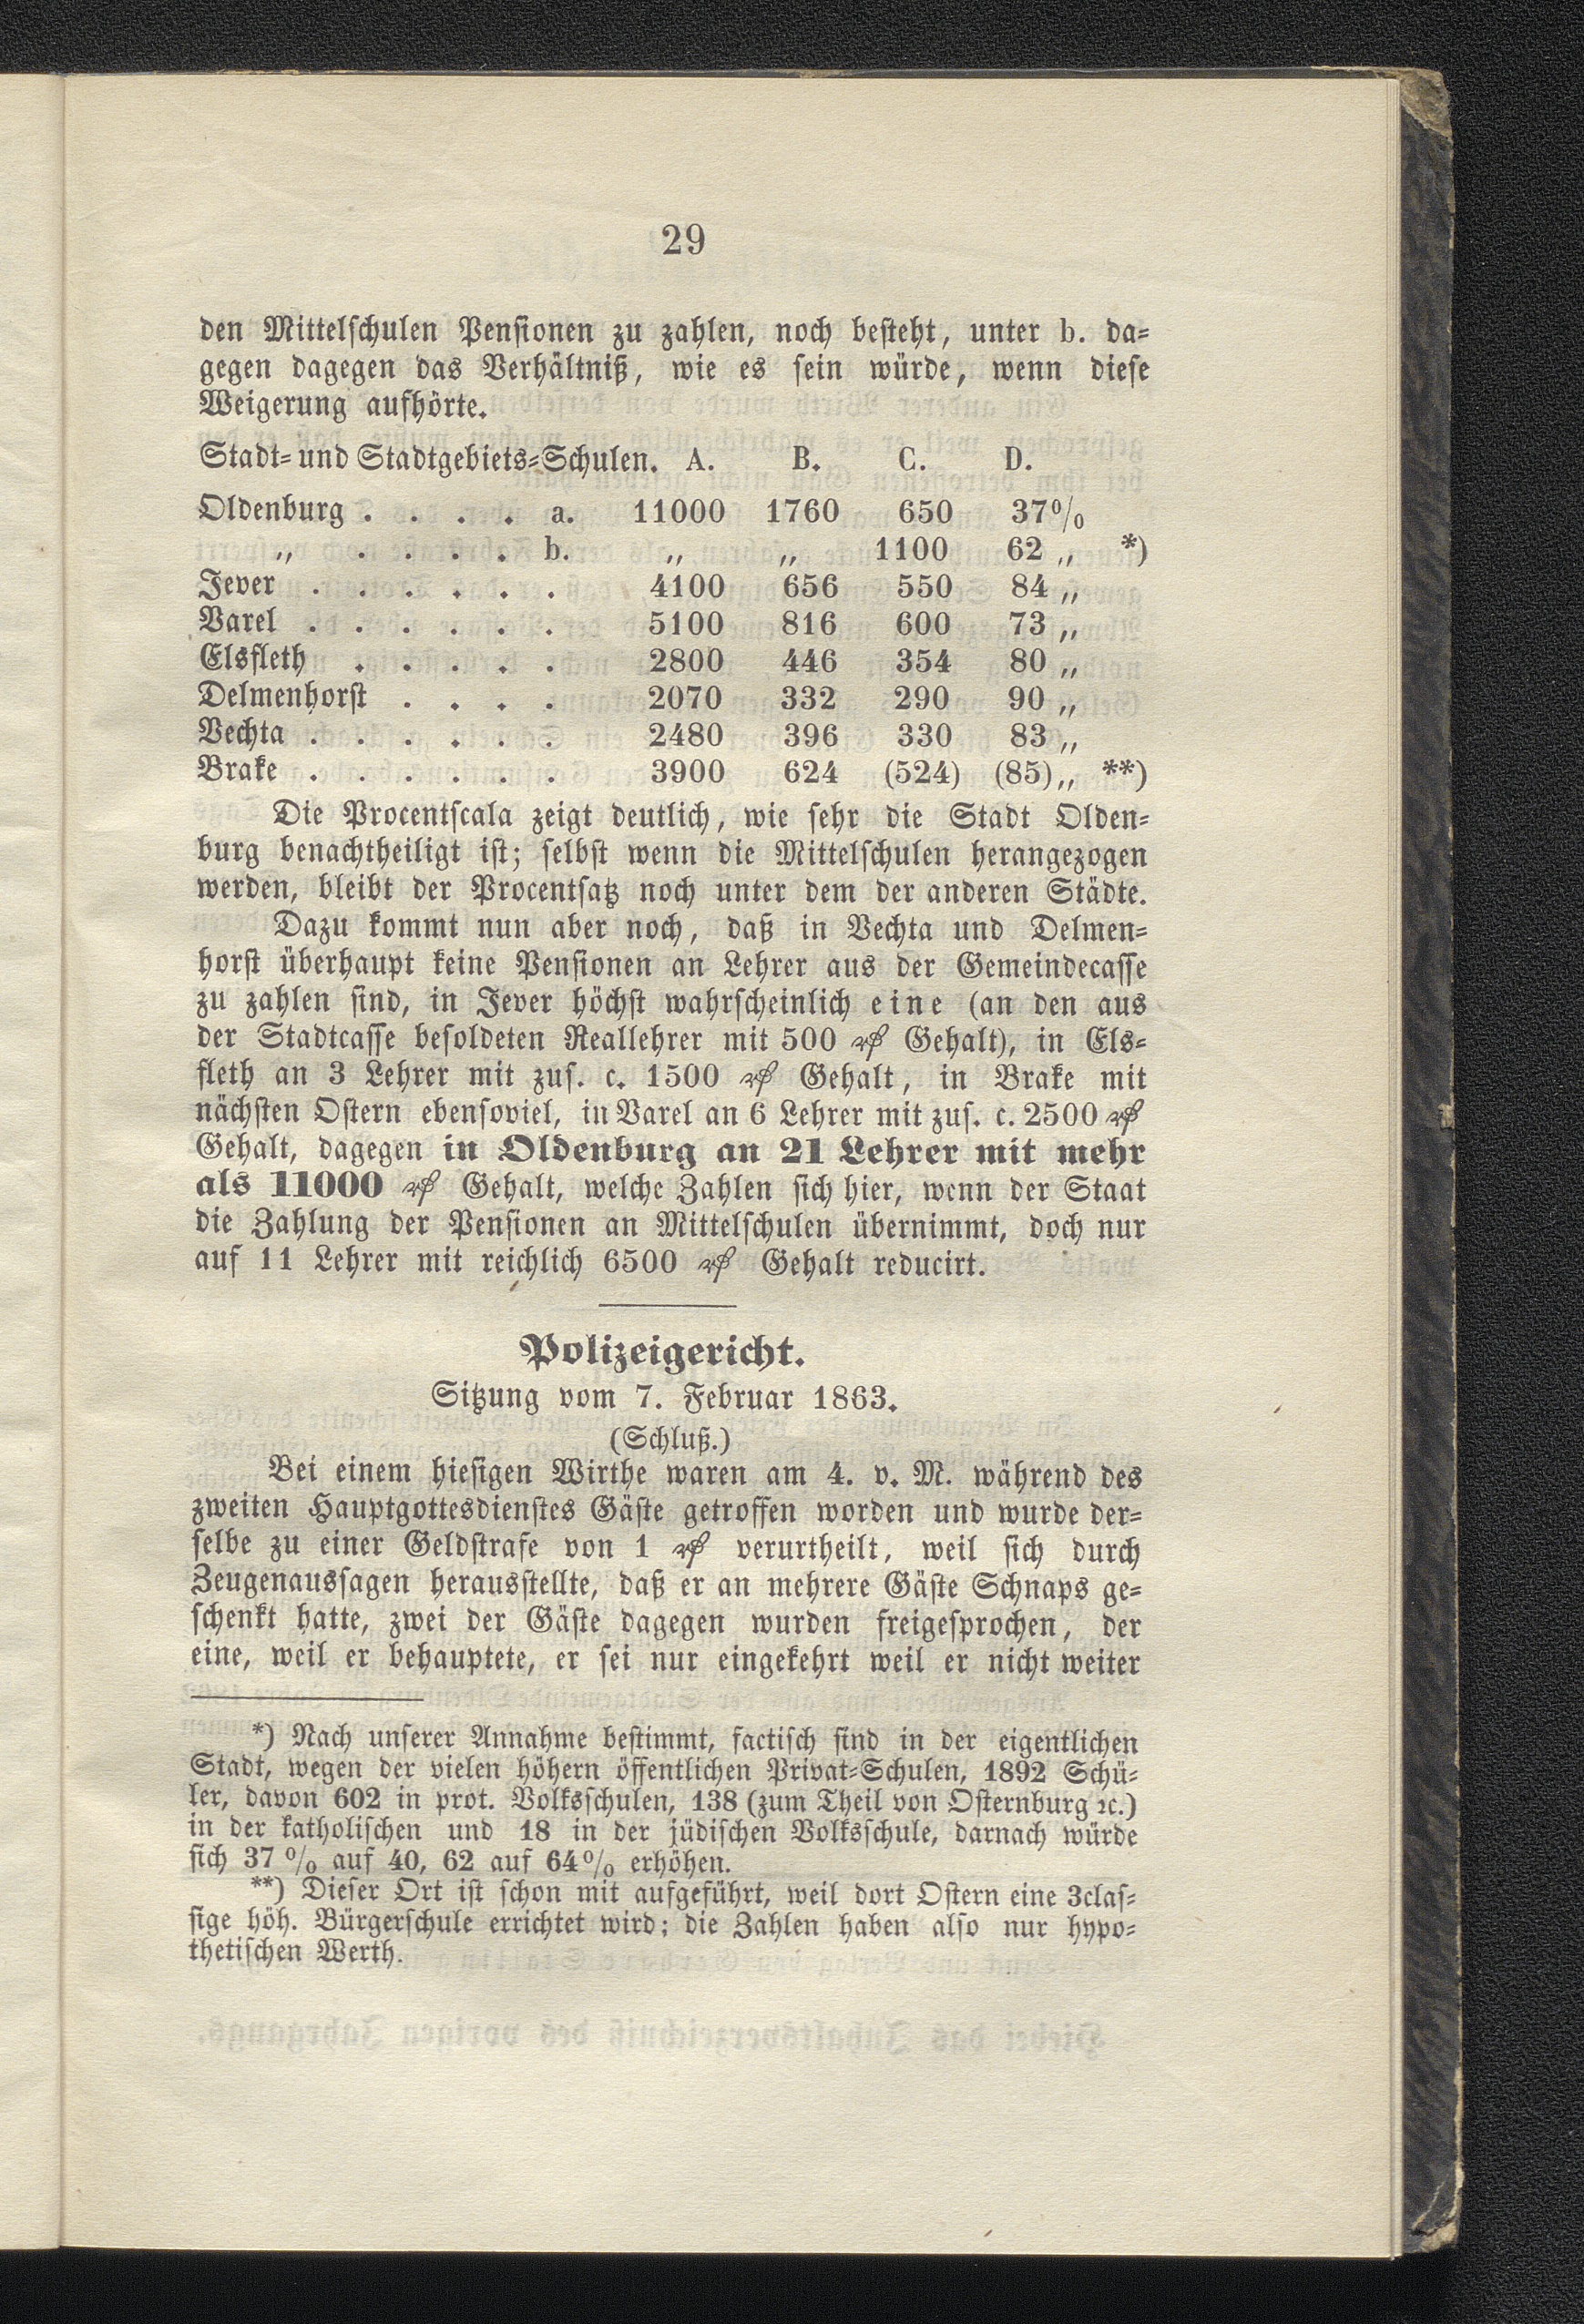 29
den Mittelschulen Pensionen zu zahlen, noch besteht, unter b. da-
gegen dagegen das Verhältniß, wie es sein würde, wenn diese
Weigerung aufhörte.
Stadt- und Stadtgebiets-Schulen. A. B. C. D.
Oldenburg . . . . a. 11000 1760 650 37%
„ . . . . b. „ „ 1100 62 „ *)
Jever . . . . . . 4100 656 550 84 „
Varel . . . . . . 5100 816 600 73 „
Elsfleth . . . . . 2800 446 354 80 „
Delmenhorst . . . . 2070 332 290 90 „
Vechta . . . . . . 2480 396 330 83 „
Brake . . . . . . 3900 624 (524) (85) „ **)
Die Procentscala zeigt deutlich, wie sehr die Stadt Olden-
burg benachtheiligt ist; selbst wenn die Mittelschulen herangezogen
werden, bleibt der Procentsatz noch unter dem der anderen Städte.
Dazu kommt nun aber noch, daß in Vechta und Delmen-
horst überhaupt keine Pensionen an Lehrer aus der Gemeindecasse
zu zahlen sind, in Jever höchst wahrscheinlich eine (an den aus
der Stadtcasse besoldeten Reallehrer mit 500 ₰ Gehalt), in Els-
fleth an 3 Lehrer mit zus. c. 1500 ₰ Gehalt, in Brake mit
nächsten Ostern ebensoviel, in Varel an 6 Lehrer mit zus. c. 2500 ₰
Gehalt, dagegen in Oldenburg an 21 Lehrer mit mehr
als 11000 ₰ Gehalt, welche Zahlen sich hier, wenn der Staat
die Zahlung der Pensionen an Mittelschulen übernimmt, doch nur
auf 11 Lehrer mit reichlich 6500 ₰ Gehalt reducirt.
Polizeigericht.
Sitzung vom 7. Februar 1863.
(Schluß.)
Bei einem hiesigen Wirthe waren am 4. v. M. während des
zweiten Hauptgottesdienstes Gäste getroffen worden und wurde der-
selbe zu einer Geldstrafe von 1 ₰ verurtheilt, weil sich durch
Zeugenaussagen herausstellte, daß er an mehrere Gäste Schnaps ge-
schenkt hatte, zwei der Gäste dagegen wurden freigesprochen, der
eine, weil er behauptete, er sei nur eingekehrt weil er nicht weiter
*) Nach unserer Annahme bestimmt, factisch sind in der eigentlichen
Stadt, wegen der vielen höhern öffentlichen Privat-Schulen, 1892 Schü-
ler, davon 602 in prot. Volksschulen, 138 (zum Theil von Osternburg ꝛc.)
in der katholischen und 18 in der jüdischen Volksschule, darnach würde
sich 37 % auf 40, 62 auf 64% erhöhen.
**) Dieser Ort ist schon mit aufgeführt, weil dort Ostern eine 3clas-
sige höh. Bürgerschule errichtet wird; die Zahlen haben also nur hypo-
thetischen Werth.